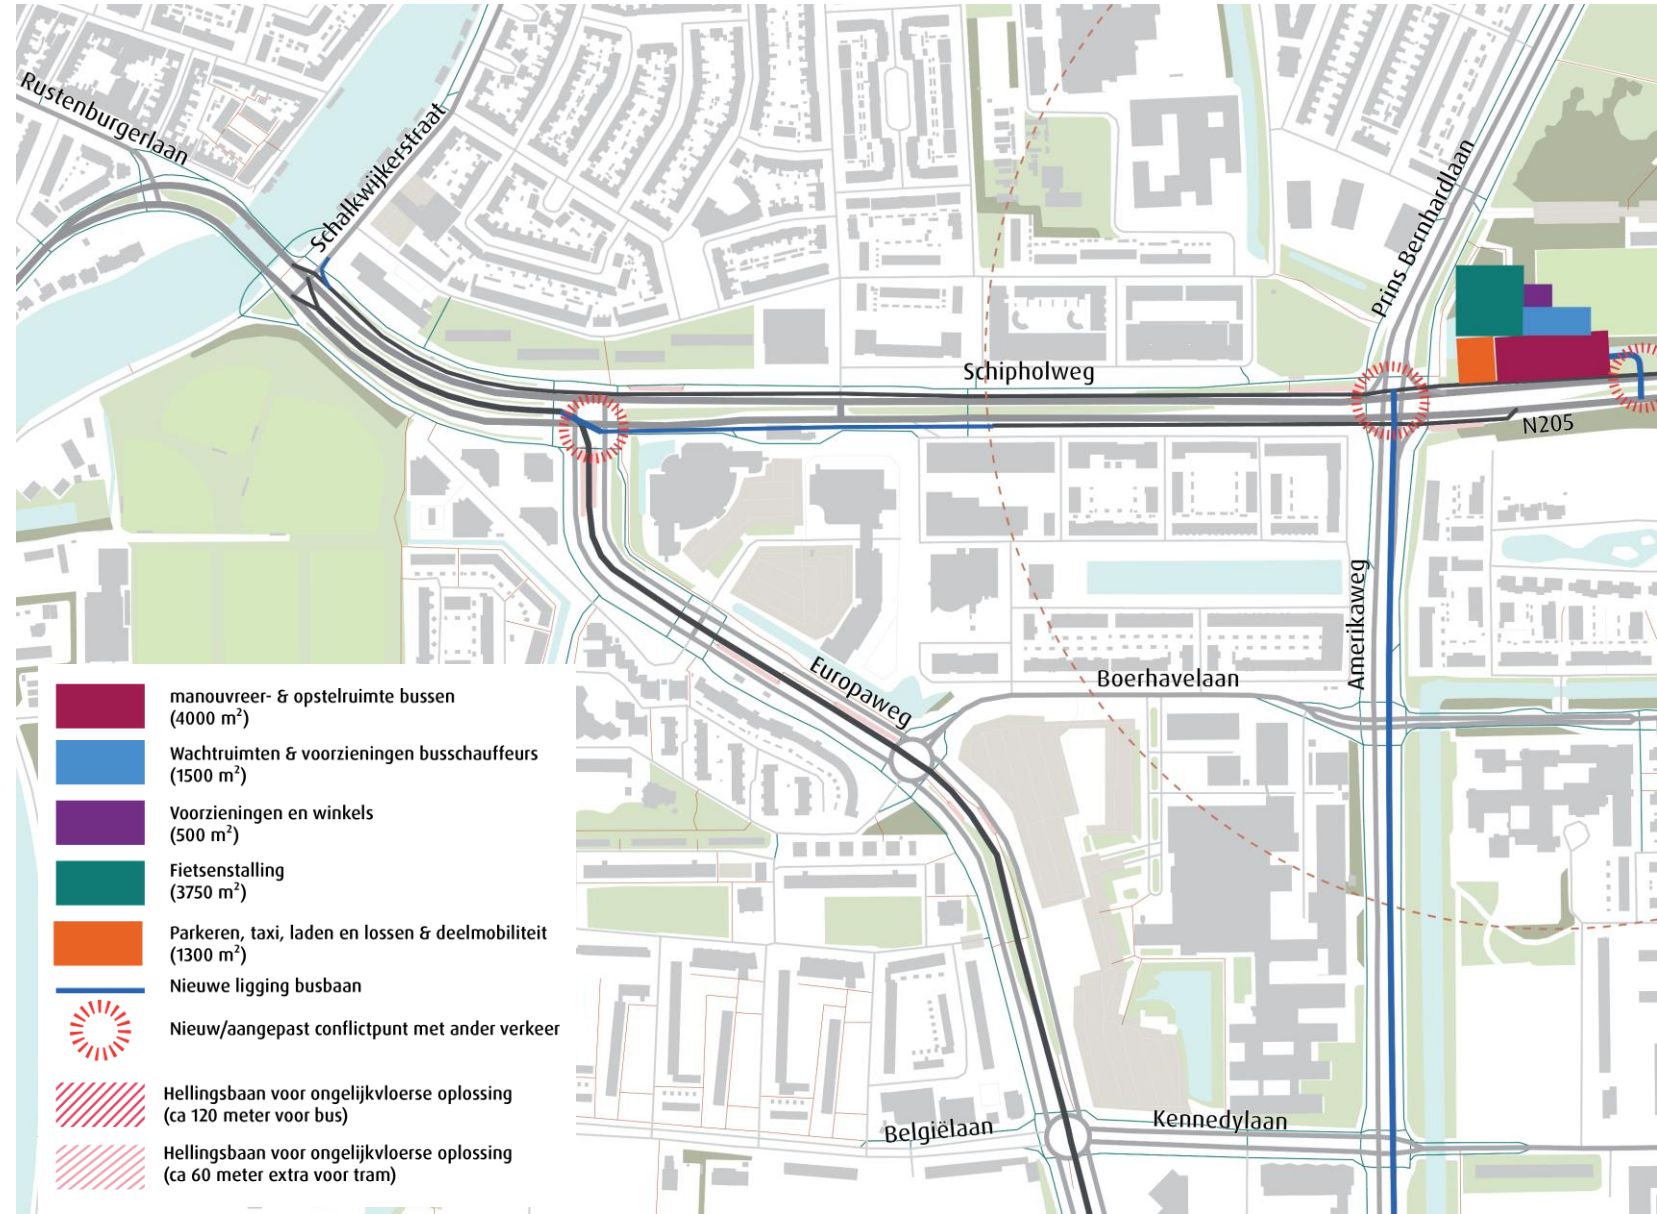 Rustenburgerlaan
Schalkwijkerstraat
Prins Bernhardlaan
Schipholweg
N205
Amerikaweg
Europaweg
Boerhavelaan
Belgiëlaan
Kennedylaan
manouvreer- & opstelruimte bussen
(4000 m²)
Wachtruimten & voorzieningen busschauffeurs
(1500 m²)
Voorzieningen en winkels
(500 m²)
Fietsenstalling
(3750 m²)
Parkeren, taxi, laden en lossen & deelmobiliteit
(1300 m²)
Nieuwe ligging busbaan
Nieuw/aangepast conflictpunt met ander verkeer
Hellingsbaan voor ongelijkvloerse oplossing
(ca 120 meter voor bus)
Hellingsbaan voor ongelijkvloerse oplossing
(ca 60 meter extra voor tram)